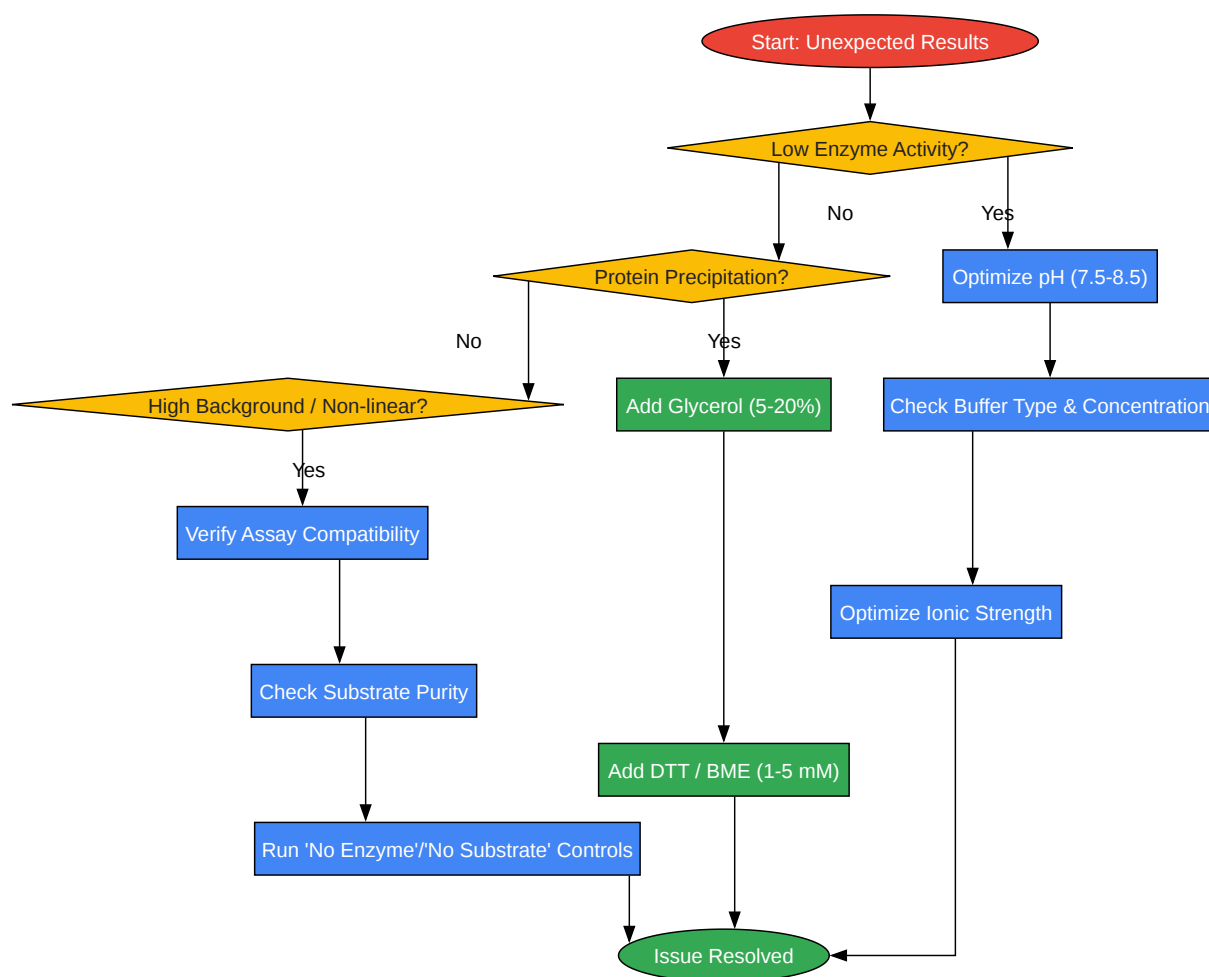 Start: Unexpected Results
Low Enzyme Activity?
No
Yes
Protein Precipitation?
Optimize pH (7.5-8.5)
No
Yes
High Background / Non-linear?
Add Glycerol (5-20%)
Check Buffer Type & Concentration
Yes
Verify Assay Compatibility
Optimize Ionic Strength
Check Substrate Purity
Add DTT / BME (1-5 mM)
Run 'No Enzyme'/'No Substrate' Controls
Issue Resolved